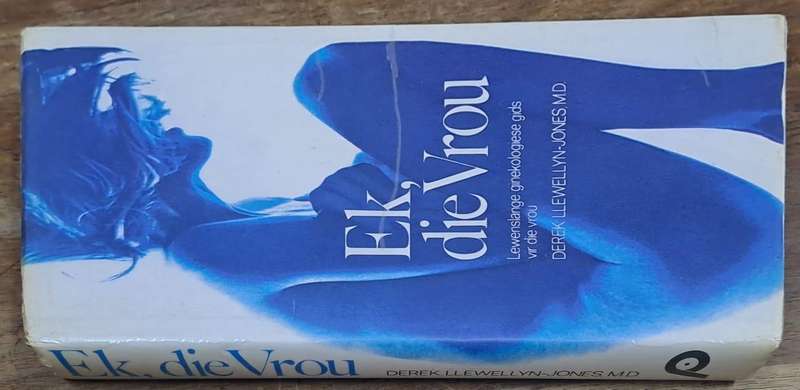 Ek,
die Vrou
Lewenslange ginekologiese gids
vir die vrou
DEREK LLEWELLYN-JONES M.D.
Ek, die Vrou
DEREK LLEWELLYN-JONES M.D.